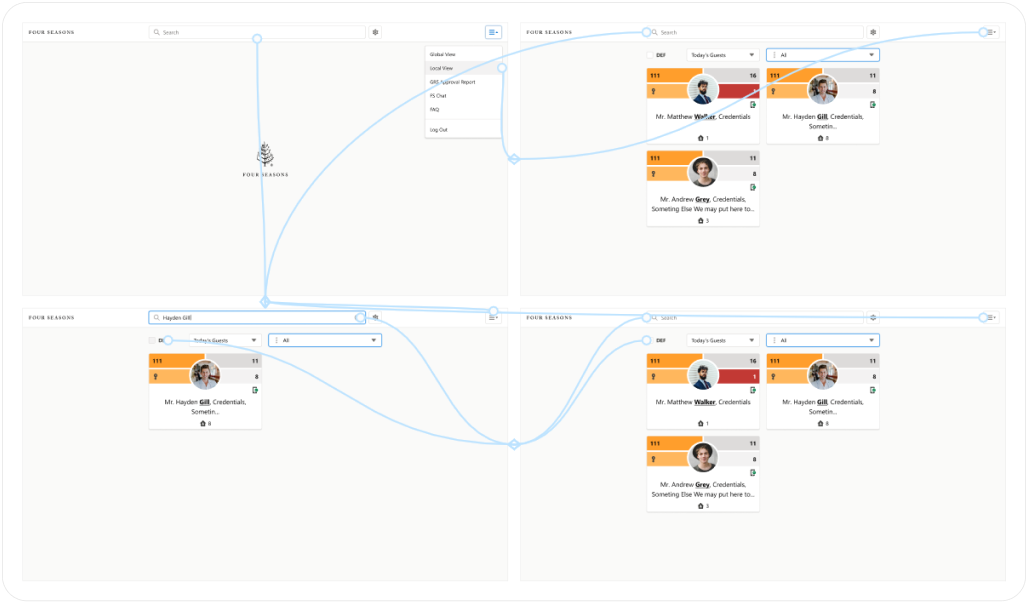 FOUR SEASONS
Search
Global View
Local View
GRE Approval Report
FS Chat
FAQ
Log Out
FOUR SEASONS
FOUR SEASONS
Search
DEF
Today's Guests
All
111
16
Mr. Matthew Walker, Credentials
1
111
11
8
Mr. Hayden Gill, Credentials,
Sometin...
8
111
11
8
Mr. Andrew Grey, Credentials,
Someting Else We may put here to...
3
FOUR SEASONS
Hayden Gill
Today's Guests
All
111
11
8
Mr. Hayden Gill, Credentials,
Sometin...
8
FOUR SEASONS
Search
DEF
Today's Guests
All
111
16
1
Mr. Matthew Walker, Credentials
1
111
11
8
Mr. Hayden Gill, Credentials,
Sometin...
8
111
11
8
Mr. Andrew Grey, Credentials,
Someting Else We may put here to...
3